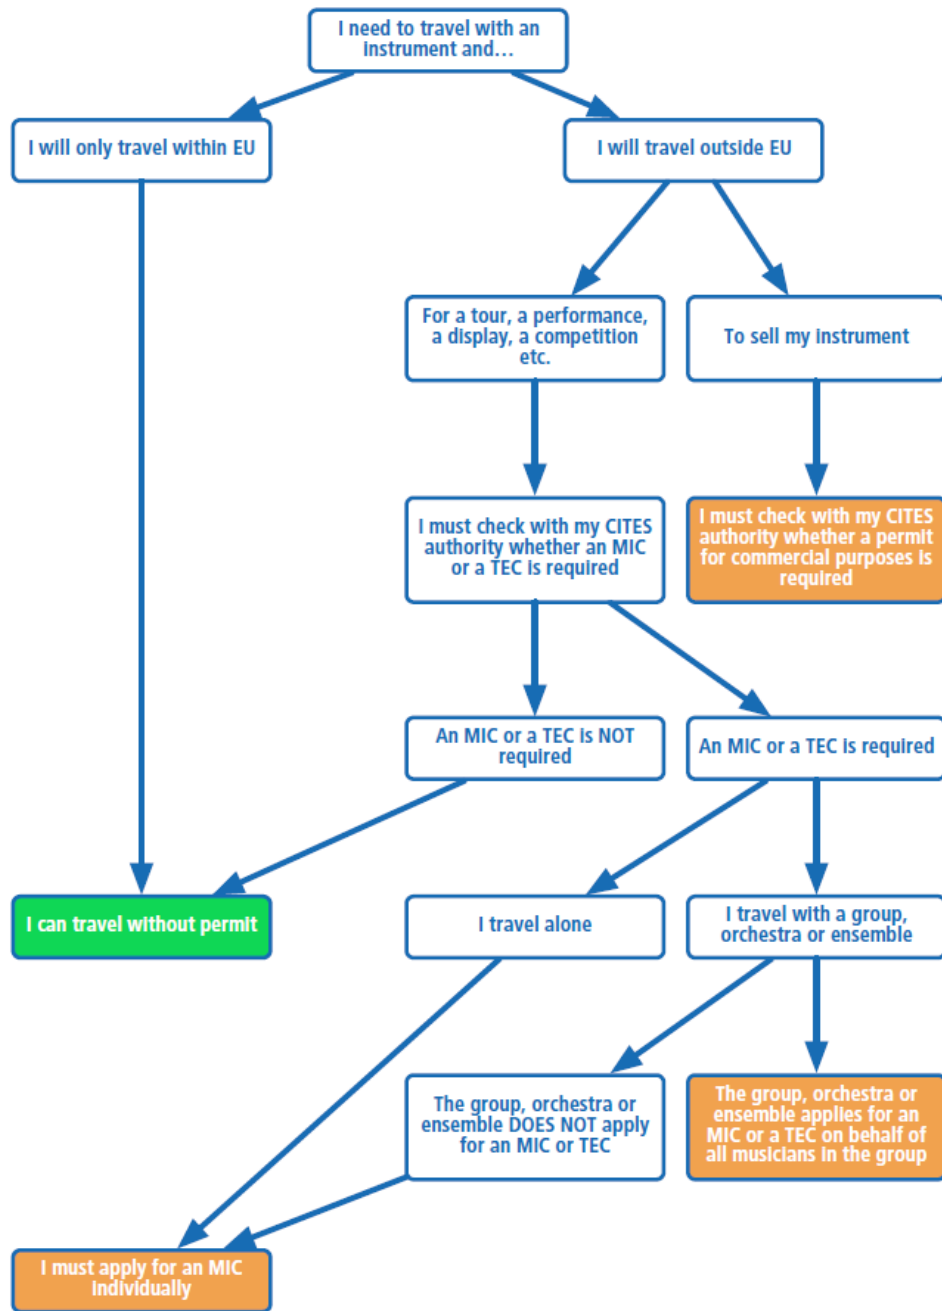 I need to travel with an
instrument and…
I will only travel within EU
I will travel outside EU
For a tour, a performance,
a display, a competition
etc.
To sell my instrument
I must check with my CITES
authority whether an MIC
or a TEC is required
I must check with my CITES
authority whether a permit
for commercial purposes is
required
An MIC or a TEC is NOT
required
An MIC or a TEC is required
I can travel without permit
I travel alone
I travel with a group,
orchestra or ensemble
The group, orchestra or
ensemble DOES NOT apply
for an MIC or TEC
The group, orchestra or
ensemble applies for an
MIC or a TEC on behalf of
all musicians in the group
I must apply for an MIC
individually